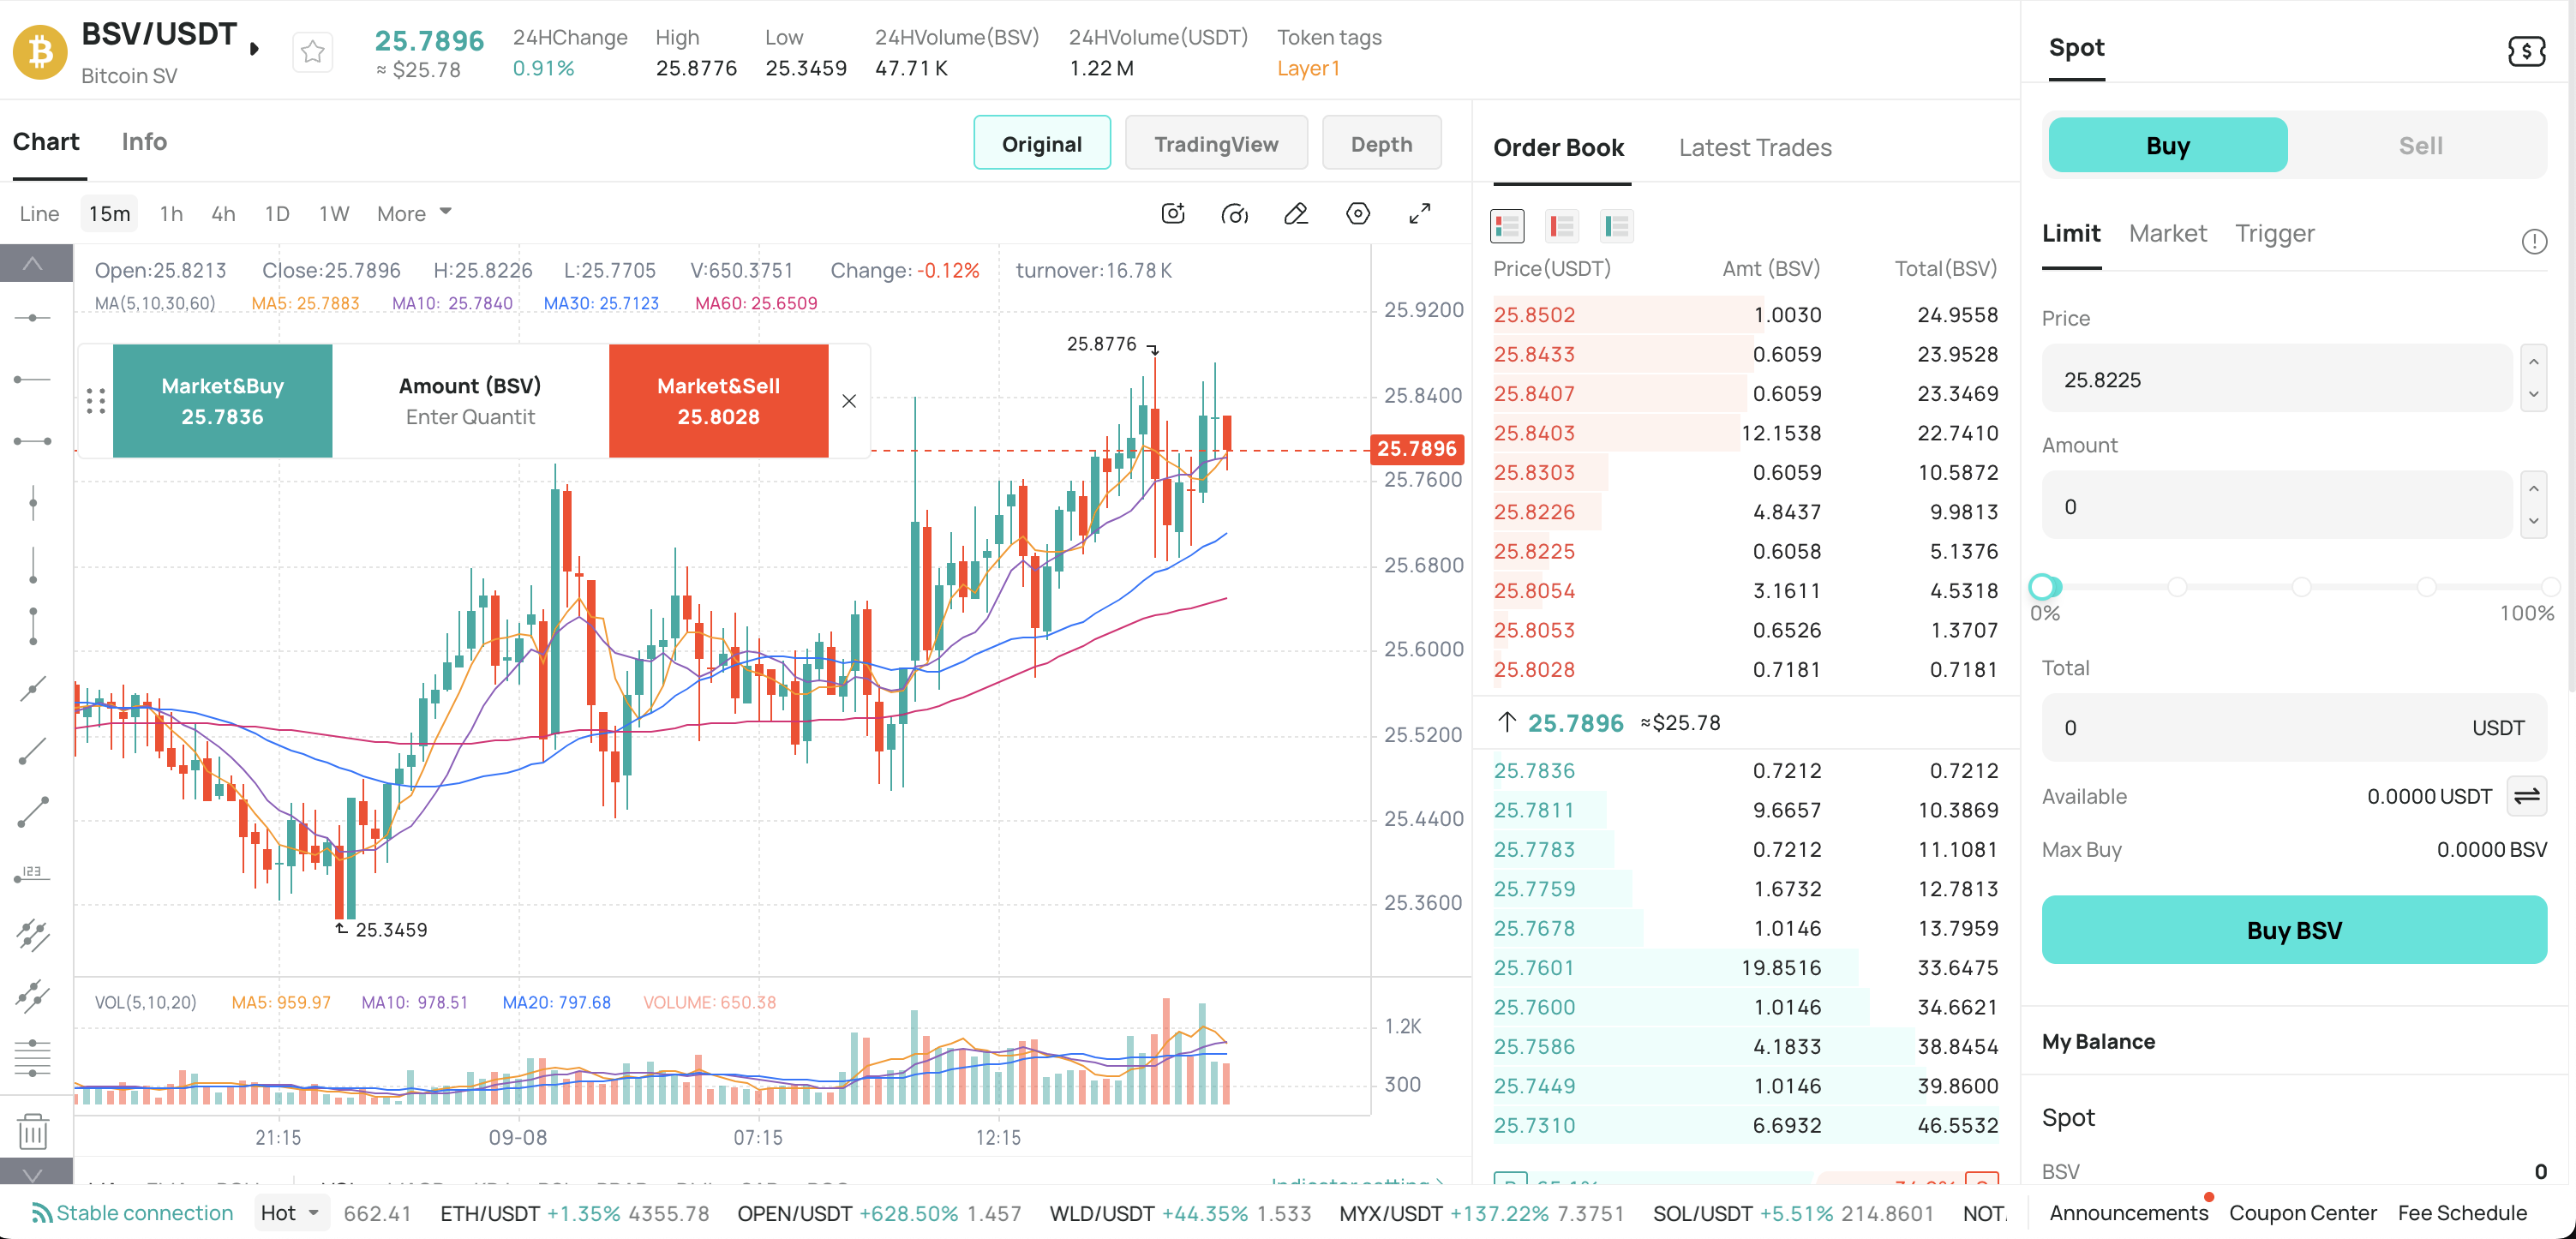 BSV/USDT
Bitcoin SV
25.7896
≈ $25.78
24HChange
0.91%
High
25.8776
Low
25.3459
24HVolume(BSV)
47.71 K
24HVolume(USDT)
1.22 M
Token tags
Layer1
Chart Info
Original TradingView Depth
Line 15m 1h 4h 1D 1W More
Open:25.8213 Close:25.7896 H:25.8226 L:25.7705 V:650.3751 Change: -0.12% turnover:16.78 K
MA(5,10,30,60) MA5: 25.7883 MA10: 25.7840 MA30: 25.7123 MA60: 25.6509
Market&Buy
25.7836
Amount (BSV)
Enter Quantit
Market&Sell
25.8028
25.8776
25.3459
25.9200
25.8400
25.7896
25.7600
25.6800
25.6000
25.5200
25.4400
25.3600
123
VOL(5,10,20) MA5: 959.97 MA10: 978.51 MA20: 797.68 VOLUME: 650.38
1.2K
300
21:15 09-08 07:15 12:15
Order Book Latest Trades
Price(USDT) Amt (BSV) Total(BSV)
25.8502 1.0030 24.9558
25.8433 0.6059 23.9528
25.8407 0.6059 23.3469
25.8403 12.1538 22.7410
25.8303 0.6059 10.5872
25.8226 4.8437 9.9813
25.8225 0.6058 5.1376
25.8054 3.1611 4.5318
25.8053 0.6526 1.3707
25.8028 0.7181 0.7181
25.7896 ≈$25.78
25.7836 0.7212 0.7212
25.7811 9.6657 10.3869
25.7783 0.7212 11.1081
25.7759 1.6732 12.7813
25.7678 1.0146 13.7959
25.7601 19.8516 33.6475
25.7600 1.0146 34.6621
25.7586 4.1833 38.8454
25.7449 1.0146 39.8600
25.7310 6.6932 46.5532
Spot
Buy Sell
Limit Market Trigger
Price
25.8225
Amount
0
0% 100%
Total
0 USDT
Available 0.0000 USDT
Max Buy 0.0000 BSV
Buy BSV
My Balance
Spot
BSV 0
Stable connection Hot 662.41 ETH/USDT +1.35% 4355.78 OPEN/USDT +628.50% 1.457 WLD/USDT +44.35% 1.533 MYX/USDT +137.22% 7.3751 SOL/USDT +5.51% 214.8601 NOT
Announcements Coupon Center Fee Schedule